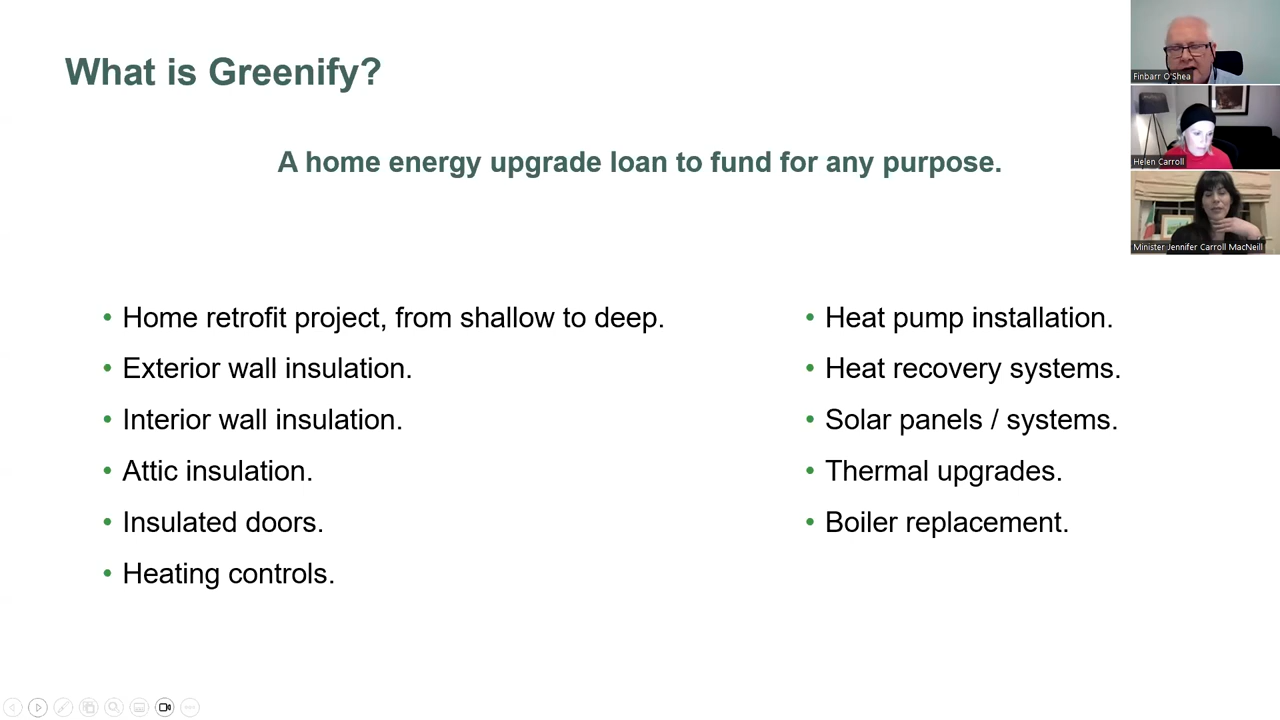 What is Greenify?
A home energy upgrade loan to fund for any purpose.
Home retrofit project, from shallow to deep.
Exterior wall insulation.
Interior wall insulation.
Attic insulation.
Insulated doors.
Heating controls.
Heat pump installation.
Heat recovery systems.
Solar panels / systems.
Thermal upgrades.
Boiler replacement.
Finbarr O'Shea
Helen Carroll
Minister Jennifer Carroll MacNeill